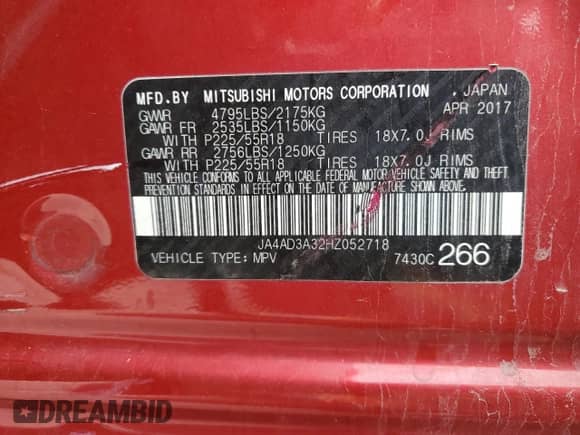 MFD.BY MITSUBISHI MOTORS CORPORATION , JAPAN
GVWR 4795LBS/2175KG APR 2017
GAWR FR 2535LBS/1150KG
WITH P225/55R18 TIRES 18X7.0J RIMS
GAWR RR 2756LBS/1250KG
WITH P225/55R18 TIRES 18X7.0J RIMS
THIS VEHICLE CONFORMS TO ALL APPLICABLE FEDERAL MOTOR VEHICLE SAFETY AND THEFT
PREVENTION STANDARDS IN EFFECT ON THE DATE OF MANUFACTURE SHOWN ABOVE.
JA4AD3A32HZ052718
VEHICLE TYPE: MPV 7430C 266
DREAMBID